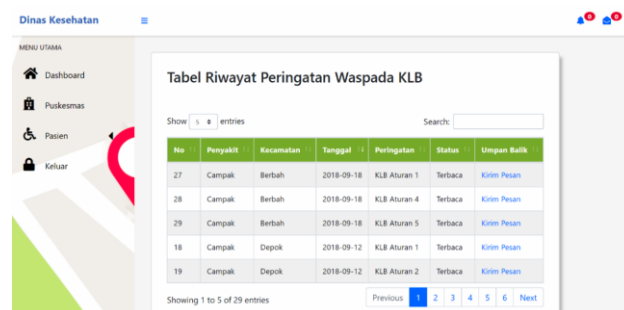 Dinas Kesehatan 0 0
MENU UTAMA
Dashboard
Puskesmas
Pasien
Keluar
Tabel Riwayat Peringatan Waspada KLB
Show 5 entries Search:
No Penyakit Kecamatan Tanggal Peringatan Status Umpan Balik
27 Campak Berbah 2018-09-18 KLB Aturan 1 Terbaca Kirim Pesan
28 Campak Berbah 2018-09-18 KLB Aturan 4 Terbaca Kirim Pesan
29 Campak Berbah 2018-09-18 KLB Aturan 5 Terbaca Kirim Pesan
18 Campak Depok 2018-09-12 KLB Aturan 1 Terbaca Kirim Pesan
19 Campak Depok 2018-09-12 KLB Aturan 2 Terbaca Kirim Pesan
Showing 1 to 5 of 29 entries Previous 1 2 3 4 5 6 Next